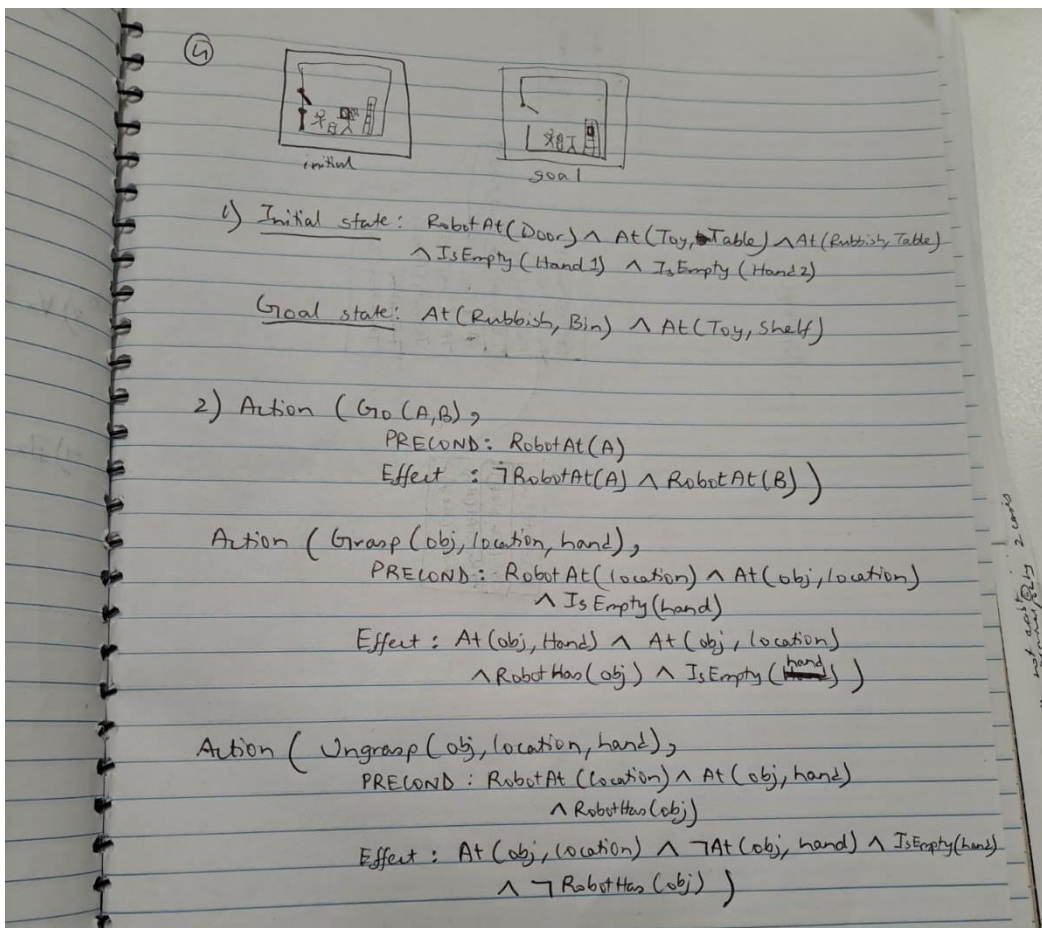 4
initial
goal
1) Initial state: RobotAt(Door) ∧ At(Toy, Table) ∧ At(Rubbish, Table)
∧ IsEmpty(Hand1) ∧ IsEmpty(Hand2)
Goal state: At(Rubbish, Bin) ∧ At(Toy, Shelf)
2) Action (Go(A,B),
PRECOND: RobotAt(A)
Effect : ¬RobotAt(A) ∧ RobotAt(B))
Action (Grasp(obj, location, hand),
PRECOND: RobotAt(location) ∧ At(obj, location)
∧ IsEmpty(hand)
Effect : At(obj, Hand) ∧ At(obj, location)
∧ RobotHas(obj) ∧ IsEmpty(hand))
Action (Ungrasp(obj, location, hand),
PRECOND : RobotAt(location) ∧ At(obj, hand)
∧ RobotHas(obj)
Effect : At(obj, location) ∧ ¬At(obj, hand) ∧ IsEmpty(hand)
∧ ¬RobotHas(obj))